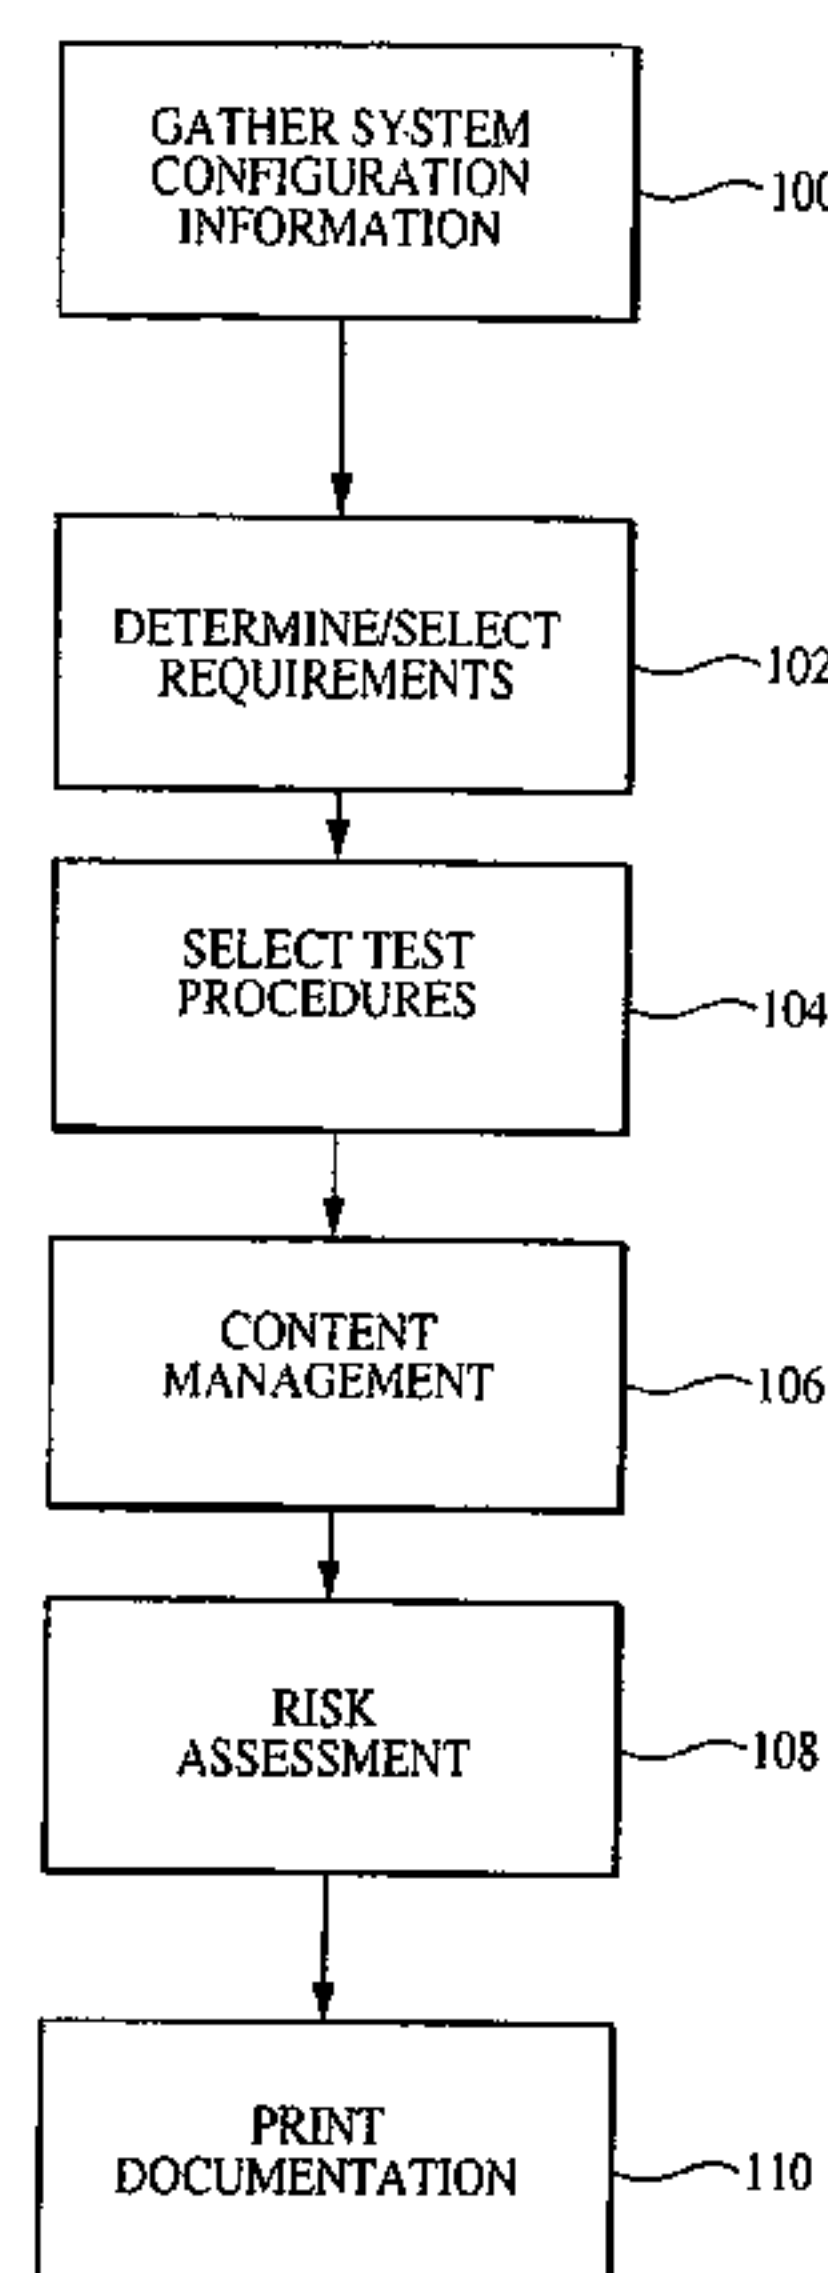 GATHER SYSTEM
CONFIGURATION
INFORMATION
100
DETERMINE/SELECT
REQUIREMENTS
102
SELECT TEST
PROCEDURES
104
CONTENT
MANAGEMENT
106
RISK
ASSESSMENT
108
PRINT
DOCUMENTATION
110